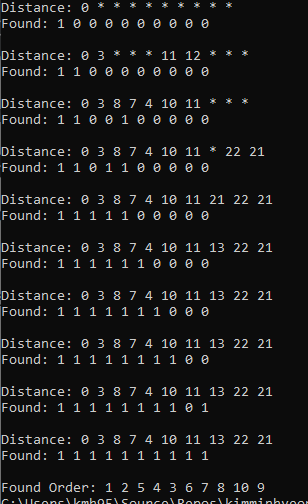 Distance: 0 * * * * * * * * *
Found: 1 0 0 0 0 0 0 0 0 0
Distance: 0 3 * * * 11 12 * * *
Found: 1 1 0 0 0 0 0 0 0 0
Distance: 0 3 8 7 4 10 11 * * *
Found: 1 1 0 0 1 0 0 0 0 0
Distance: 0 3 8 7 4 10 11 * 22 21
Found: 1 1 0 1 1 0 0 0 0 0
Distance: 0 3 8 7 4 10 11 21 22 21
Found: 1 1 1 1 1 0 0 0 0 0
Distance: 0 3 8 7 4 10 11 13 22 21
Found: 1 1 1 1 1 1 0 0 0 0
Distance: 0 3 8 7 4 10 11 13 22 21
Found: 1 1 1 1 1 1 1 0 0 0
Distance: 0 3 8 7 4 10 11 13 22 21
Found: 1 1 1 1 1 1 1 1 0 0
Distance: 0 3 8 7 4 10 11 13 22 21
Found: 1 1 1 1 1 1 1 1 0 1
Distance: 0 3 8 7 4 10 11 13 22 21
Found: 1 1 1 1 1 1 1 1 1 1
Found Order: 1 2 5 4 3 6 7 8 10 9
C:\Users\kmh95\Source\Repos\kimminhyeo